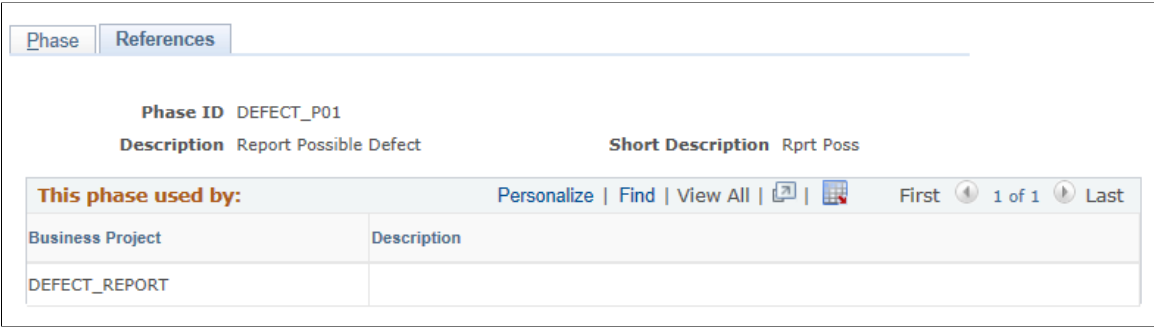 Phase References
Phase ID DEFECT_P01
Description Report Possible Defect Short Description Rprt Poss
This phase used by: Personalize | Find | View All | | First 1 of 1 Last
Business Project Description
DEFECT_REPORT